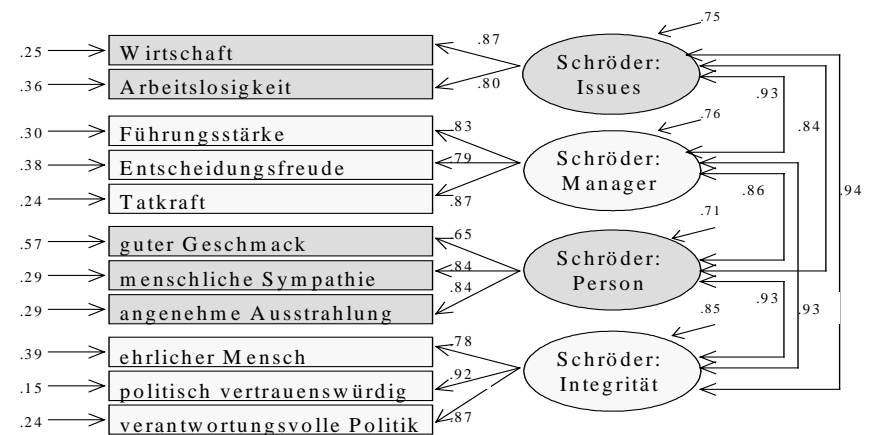 .75
.25 Wirtschaft .87
Schröder:
Issues
.36 Arbeitslosigkeit .80
.93
.30 Führungsstärke .83
.76
.84
.38 Entscheidungsfreude .79
Schröder:
Manager
.24 Tatkraft .87
.86 .94
.71
.57 guter Geschmack .65
Schröder:
Person
.29 menschliche Sympathie .84
.29 angenehme Ausstrahlung .84
.93 .93
.85
.39 ehrlicher Mensch .78
Schröder:
Integrität
.15 politisch vertrauenswürdig .92
.24 verantwortungsvolle Politik .87